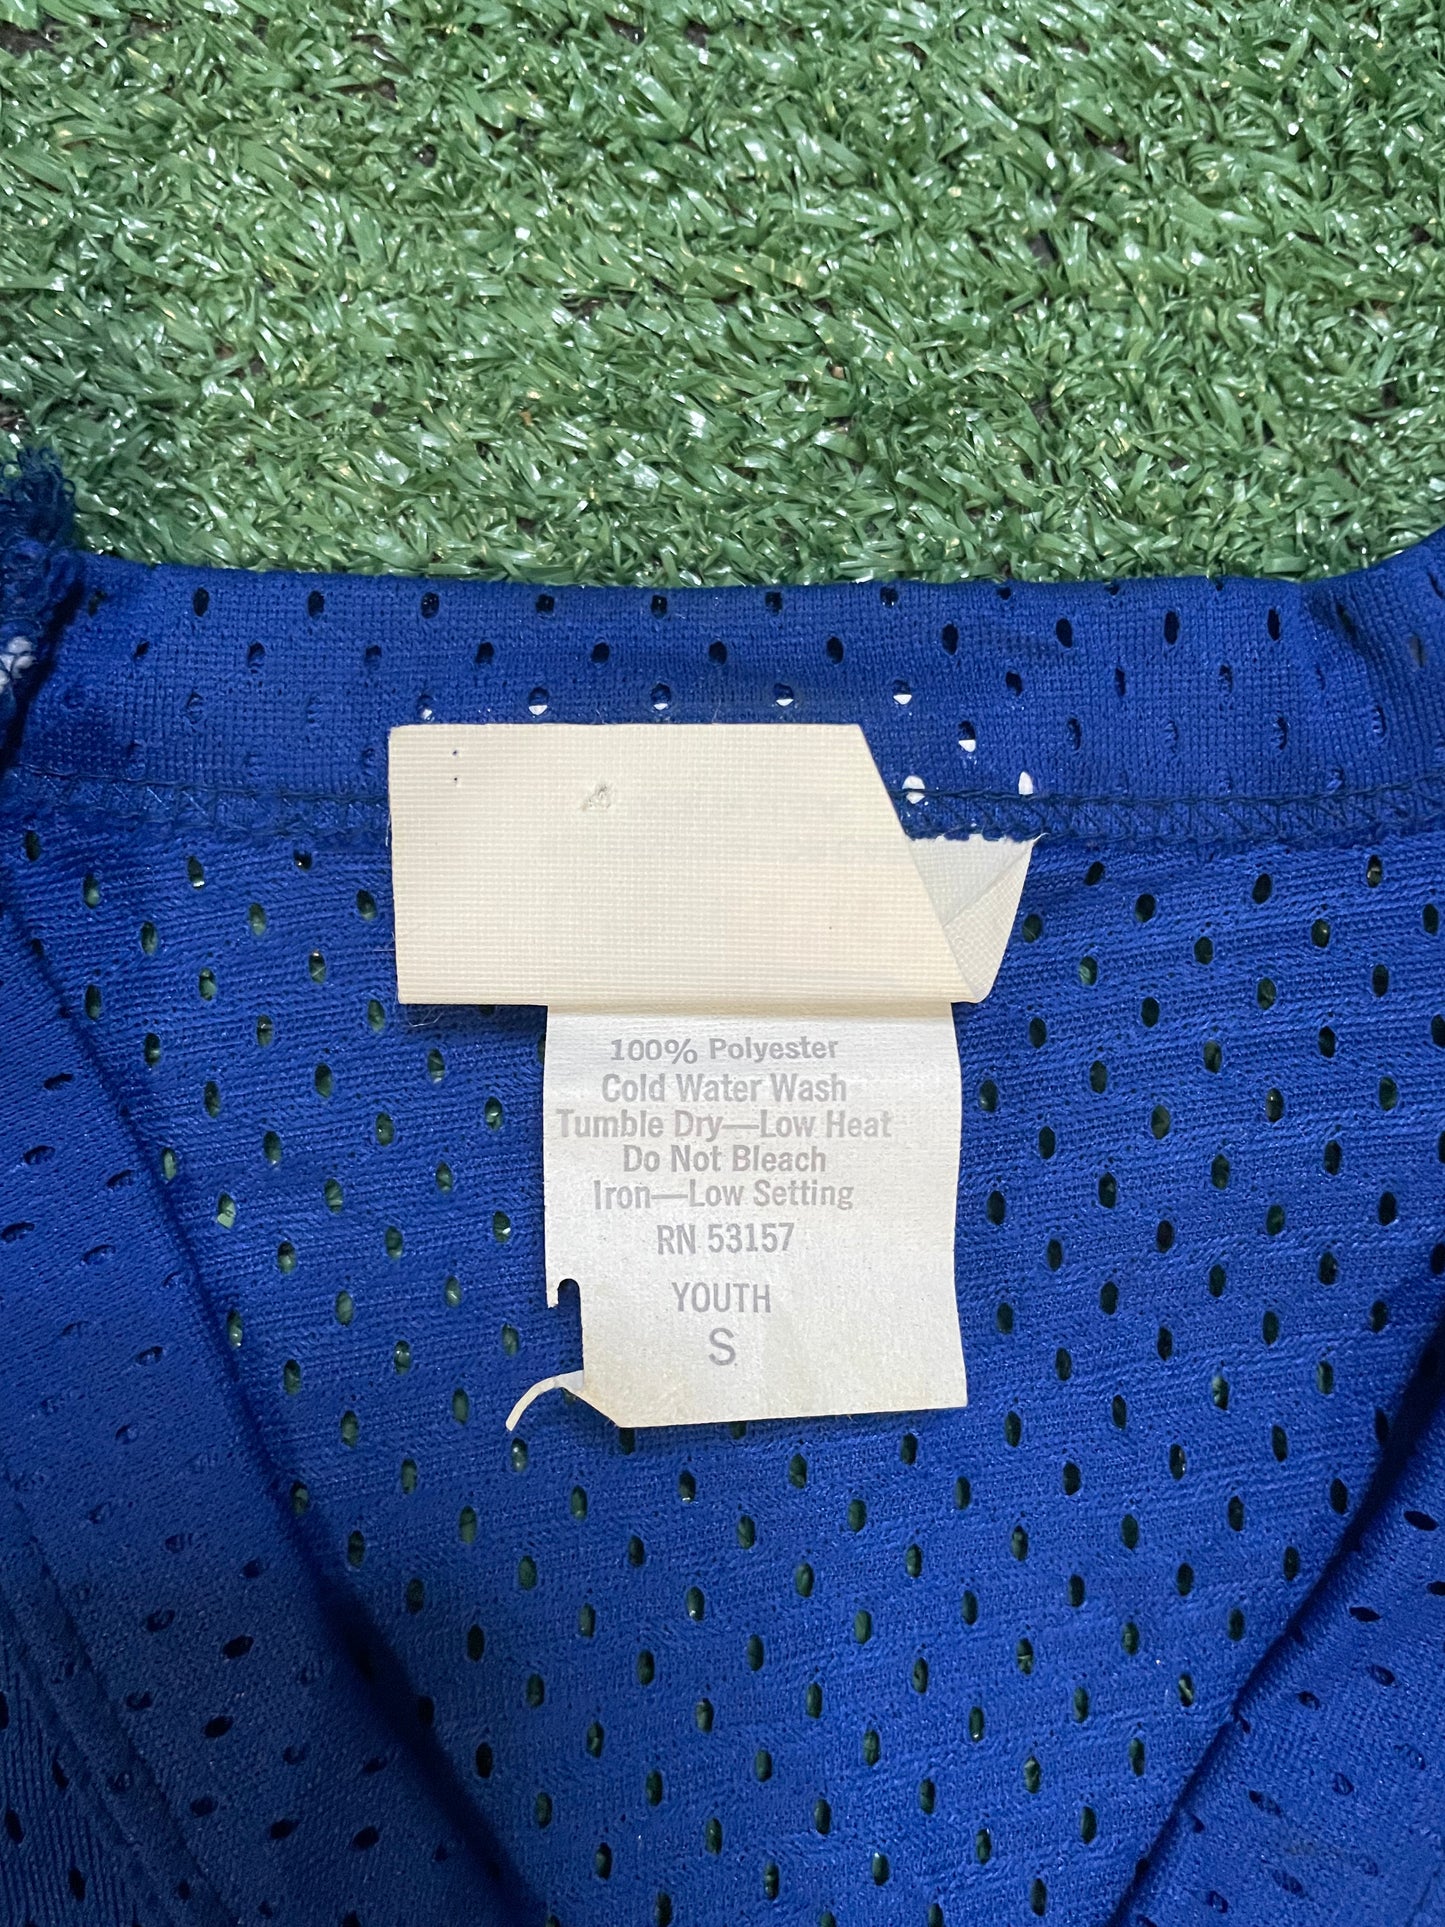 100% Polyester
Cold Water Wash
Tumble Dry—Low Heat
Do Not Bleach
Iron—Low Setting
RN 53157
YOUTH
S